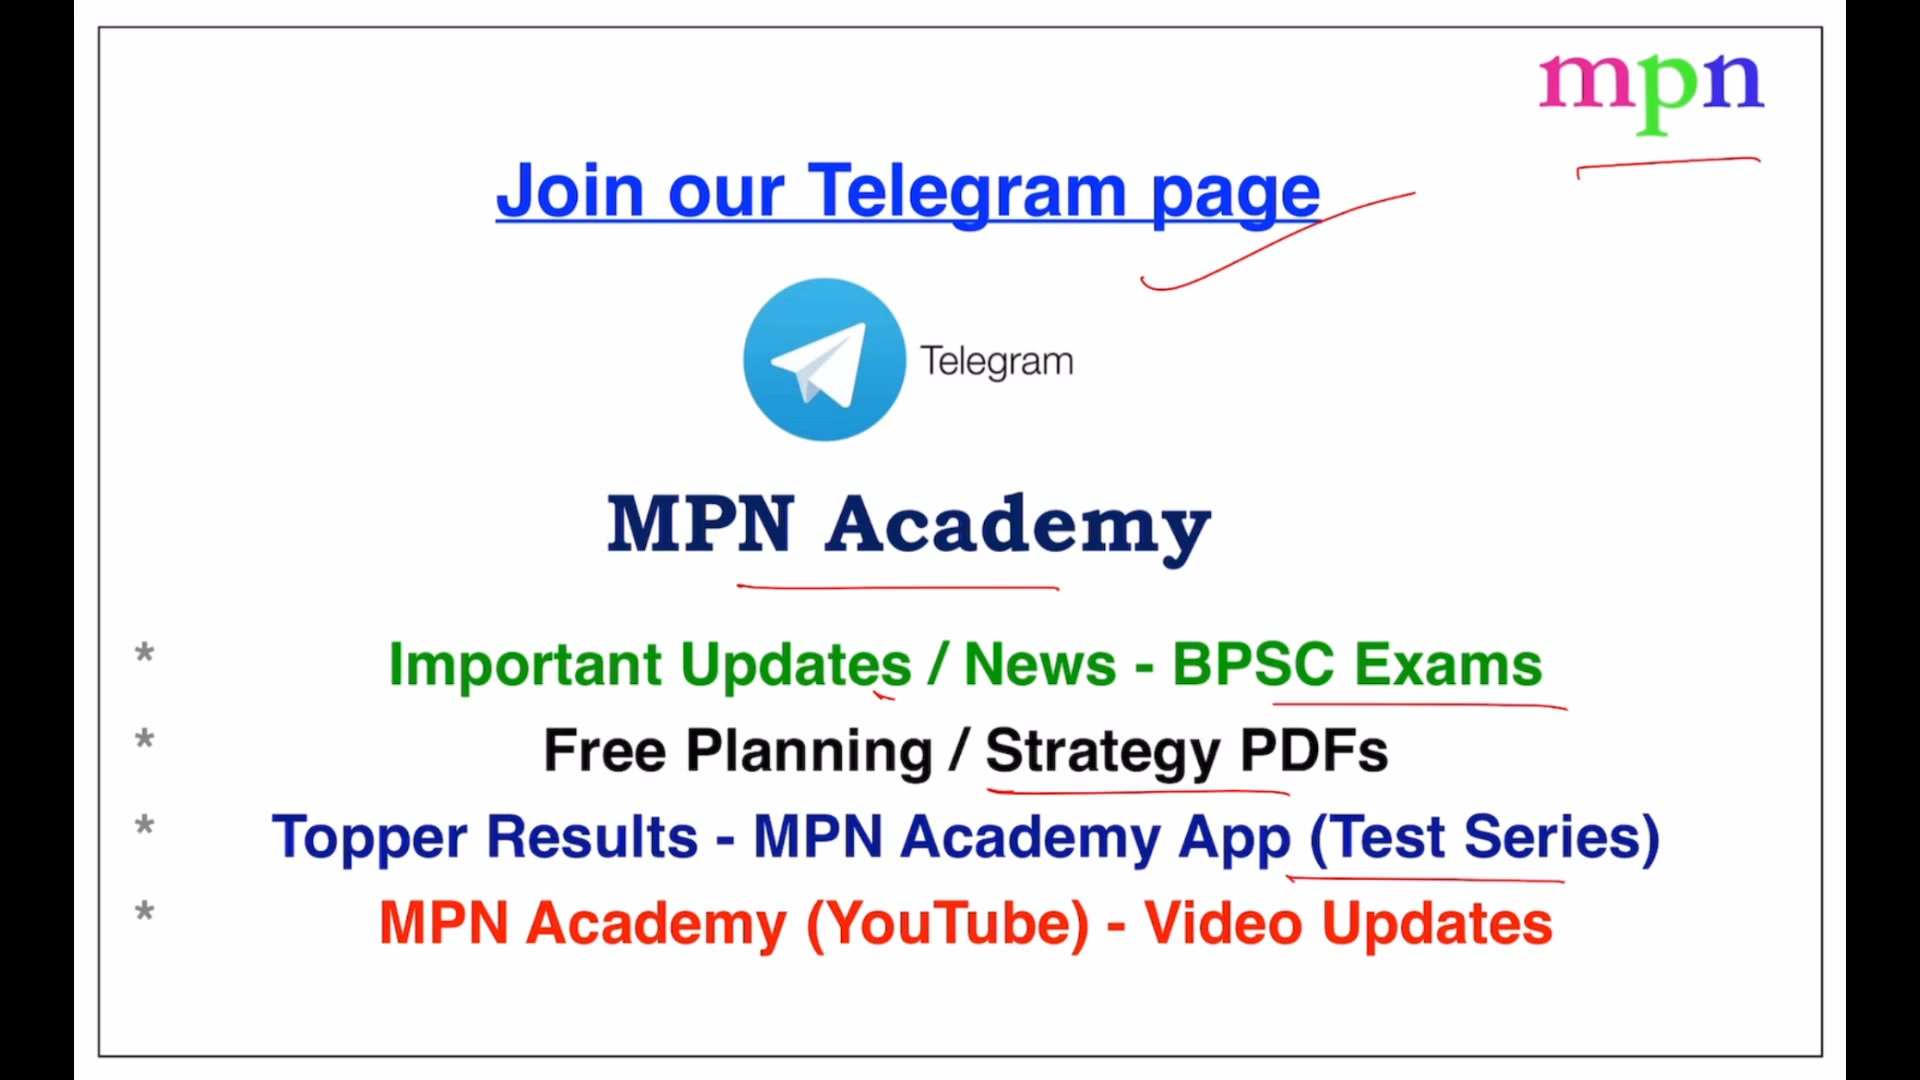 mpn
Join our Telegram page
Telegram
MPN Academy
* Important Updates / News - BPSC Exams
* Free Planning / Strategy PDFs
* Topper Results - MPN Academy App (Test Series)
* MPN Academy (YouTube) - Video Updates